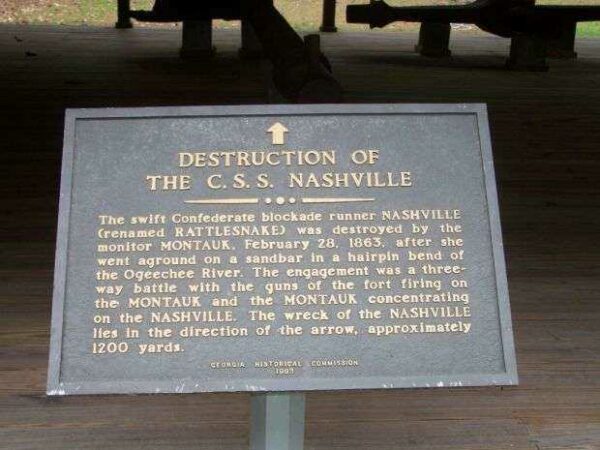 DESTRUCTION OF
THE C.S.S. NASHVILLE
The swift Confederate blockade runner NASHVILLE
(renamed RATTLESNAKE) was destroyed by the
monitor MONTAUK, February 28, 1863, after she
went aground on a sandbar in a hairpin bend of
the Ogeechee River. The engagement was a three-
way battle with the guns of the fort firing on
the MONTAUK and the MONTAUK concentrating
on the NASHVILLE. The wreck of the NASHVILLE
lies in the direction of the arrow, approximately
1200 yards.
GEORGIA HISTORICAL COMMISSION